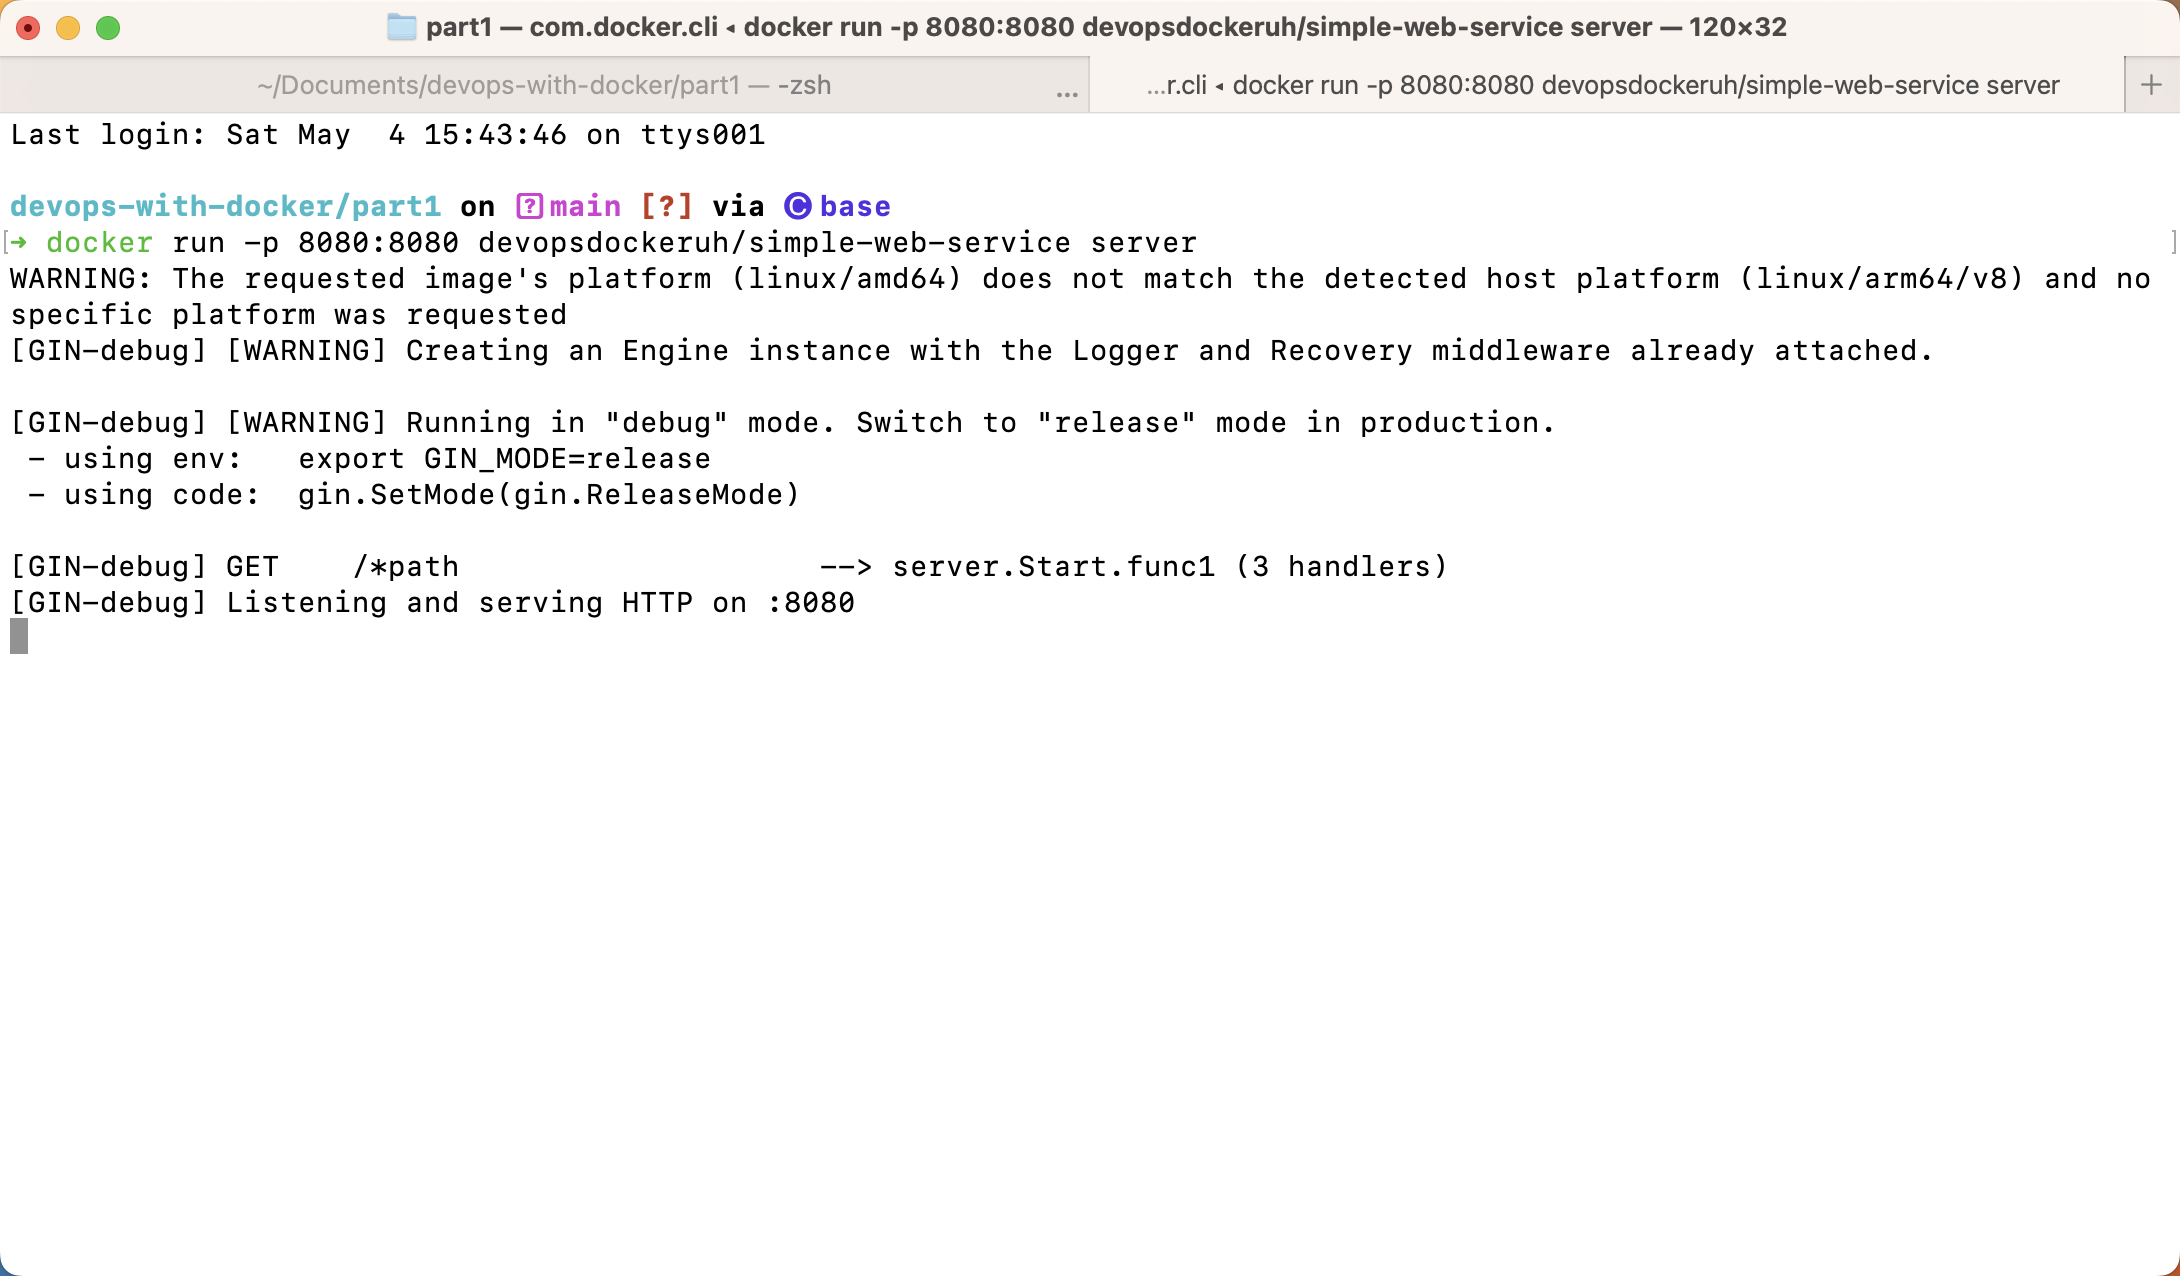 part1 — com.docker.cli ◂ docker run -p 8080:8080 devopsdockeruh/simple-web-service server — 120×32
~/Documents/devops-with-docker/part1 — -zsh ... …r.cli ◂ docker run -p 8080:8080 devopsdockeruh/simple-web-service server +
Last login: Sat May  4 15:43:46 on ttys001
devops-with-docker/part1 on ?main [?] via C base
[➜ docker run -p 8080:8080 devopsdockeruh/simple-web-service server ]
WARNING: The requested image's platform (linux/amd64) does not match the detected host platform (linux/arm64/v8) and no
specific platform was requested
[GIN-debug] [WARNING] Creating an Engine instance with the Logger and Recovery middleware already attached.
[GIN-debug] [WARNING] Running in "debug" mode. Switch to "release" mode in production.
 - using env:   export GIN_MODE=release
 - using code:  gin.SetMode(gin.ReleaseMode)
[GIN-debug] GET    /*path                    --> server.Start.func1 (3 handlers)
[GIN-debug] Listening and serving HTTP on :8080